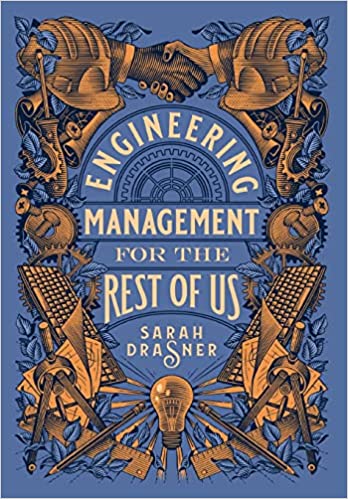 ENGINEERING
MANAGEMENT
FOR THE
REST OF US
SARAH
DRASNER